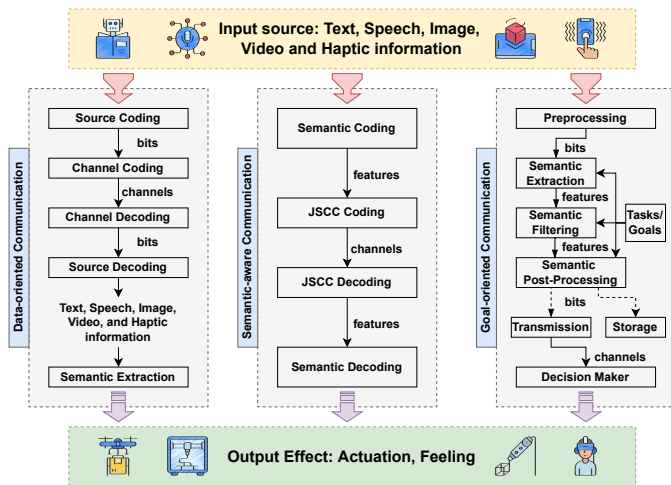 Input source: Text, Speech, Image,
Video and Haptic information
Data-oriented Communication
Source Coding
bits
Channel Coding
channels
Channel Decoding
bits
Source Decoding
Text, Speech, Image,
Video, and Haptic
information
Semantic Extraction
Semantic-aware Communication
Semantic Coding
features
JSCC Coding
channels
JSCC Decoding
features
Semantic Decoding
Goal-oriented Communication
Preprocessing
bits
Semantic
Extraction
features
Semantic
Filtering
Tasks/
Goals
features
Semantic
Post-Processing
bits
Transmission
Storage
channels
Decision Maker
Output Effect: Actuation, Feeling